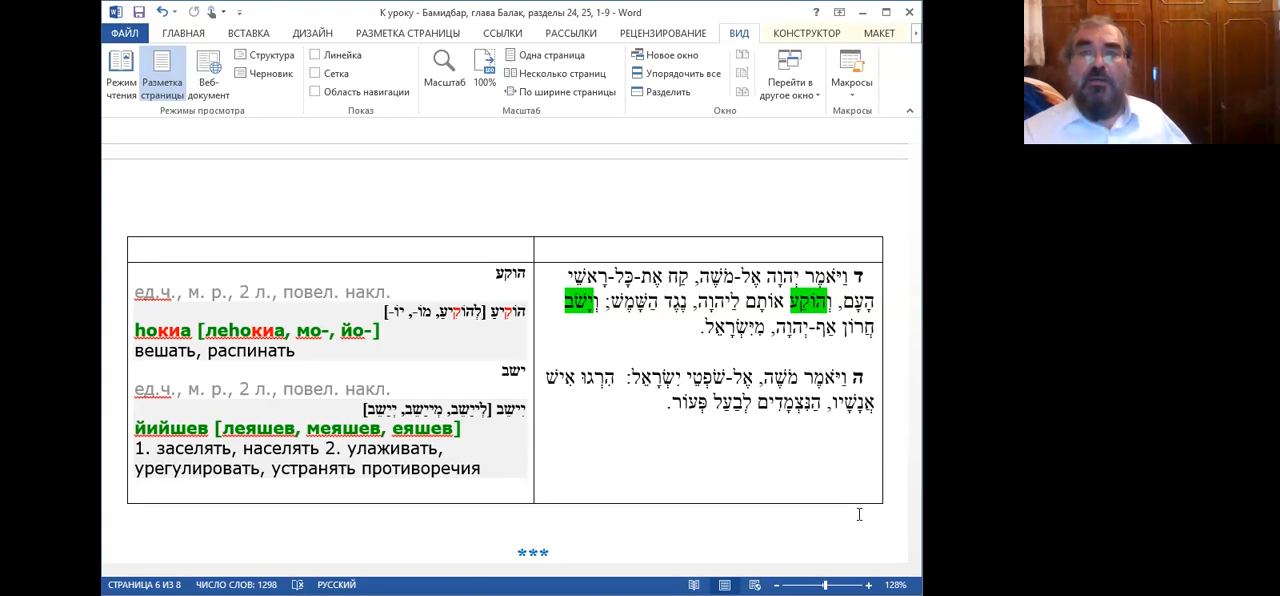 К уроку - Бамидбар, глава Балак, разделы 24, 25, 1-9 - Word
ФАЙЛ ГЛАВНАЯ ВСТАВКА ДИЗАЙН РАЗМЕТКА СТРАНИЦЫ ССЫЛКИ РАССЫЛКИ РЕЦЕНЗИРОВАНИЕ ВИД КОНСТРУКТОР МАКЕТ
Режим чтения
Разметка страницы
Веб-документ
Структура
Черновик
Режимы просмотра
Линейка
Сетка
Область навигации
Показ
Масштаб
100%
Одна страница
Несколько страниц
По ширине страницы
Масштаб
Новое окно
Упорядочить все
Разделить
Перейти в другое окно
Окно
Макросы
Макросы
ד וַיֹּאמֶר יְהוָה אֶל-מֹשֶׁה, קַח אֶת-כָּל-רָאשֵׁי
הָעָם, וְהוֹקַע אוֹתָם לַיהוָה, נֶגֶד הַשָּׁמֶשׁ; וְיָשֹׁב
חֲרוֹן אַף-יְהוָה, מִיִּשְׂרָאֵל.
ה וַיֹּאמֶר מֹשֶׁה, אֶל-שֹׁפְטֵי יִשְׂרָאֵל: הִרְגוּ אִישׁ
אֲנָשָׁיו, הַנִּצְמָדִים לְבַעַל פְּעוֹר.
הוקע
ед.ч., м. р., 2 л., повел. накл.
הוֹקִיעַ [לְהוֹקִיעַ, מוֹ-, יוֹ-]
hокиа [леhокиа, мо-, йо-]
вешать, распинать
ישב
ед.ч., м. р., 2 л., повел. накл.
יִישֵּב [לְיַישֵּב, מְיַישֵּב, יְיַשֵּב]
йийшев [леяшев, меяшев, еяшев]
1. заселять, населять 2. улаживать,
урегулировать, устранять противоречия
***
СТРАНИЦА 6 ИЗ 8 ЧИСЛО СЛОВ: 1298 РУССКИЙ 128%